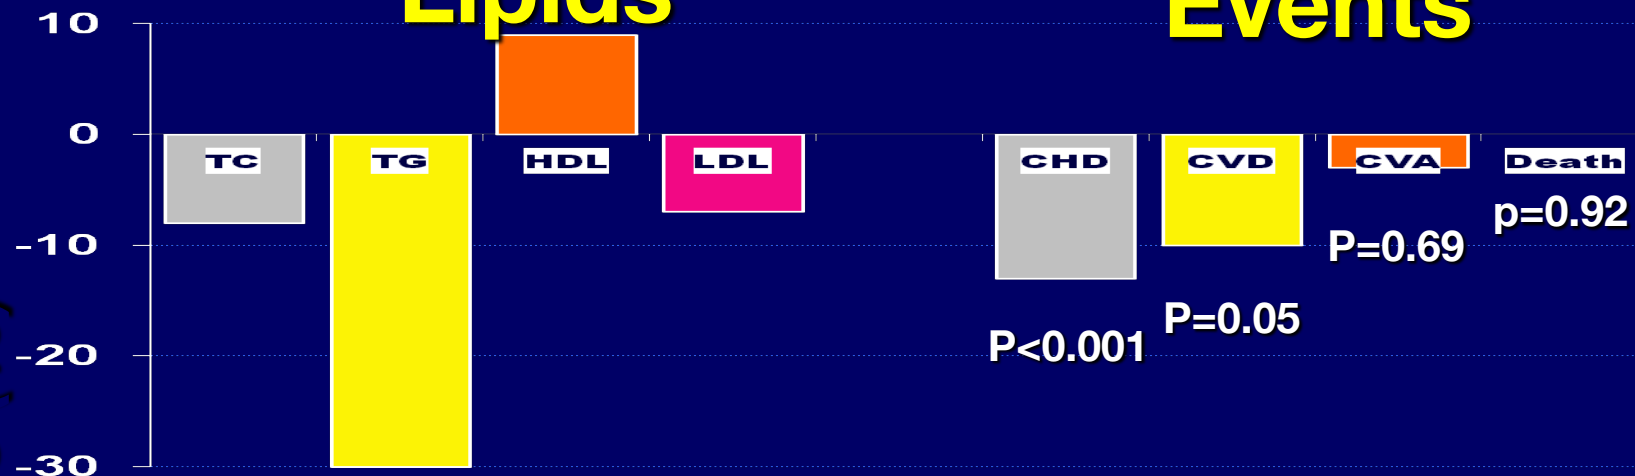 Lipids
Events
10
0
-10
-20
-30
TC
TG
HDL
LDL
CHD
CVD
CVA
Death
P<0.001
P=0.05
P=0.69
p=0.92